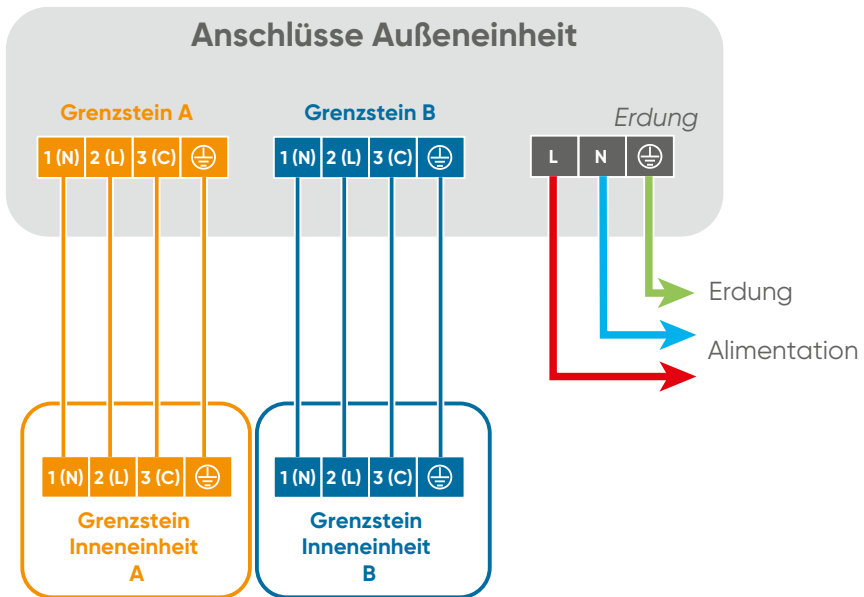 Anschlüsse Außeneinheit
Grenzstein A
Grenzstein B
Erdung
1 (N) 2 (L) 3 (C)
1 (N) 2 (L) 3 (C)
L N
Erdung
Alimentation
1 (N) 2 (L) 3 (C)
1 (N) 2 (L) 3 (C)
Grenzstein
Inneneinheit
A
Grenzstein
Inneneinheit
B